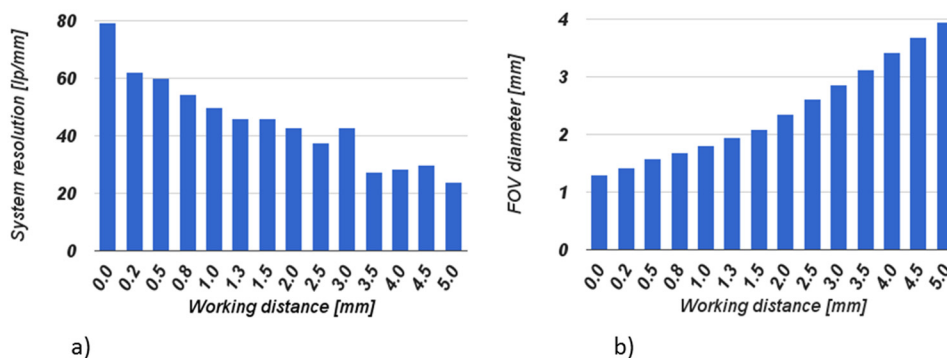 System resolution [lp/mm]
80
60
40
20
0
0.0 0.2 0.5 0.8 1.0 1.3 1.5 2.0 2.5 3.0 3.5 4.0 4.5 5.0
Working distance [mm]
a)
FOV diameter [mm]
4
3
2
1
0
0.0 0.2 0.5 0.8 1.0 1.3 1.5 2.0 2.5 3.0 3.5 4.0 4.5 5.0
Working distance [mm]
b)